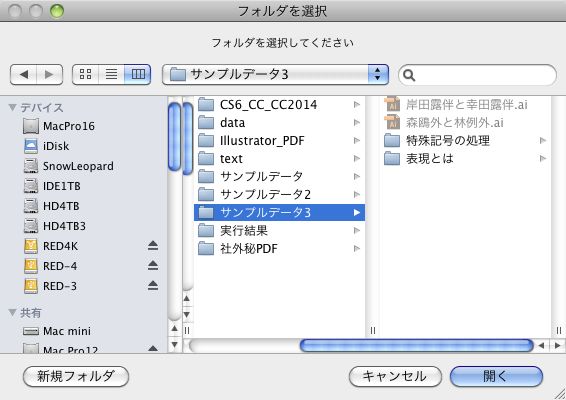 フォルダを選択
フォルダを選択してください
サンプルデータ3
デバイス
MacPro16
iDisk
SnowLeopard
IDE1TB
HD4TB
HD4TB3
RED4K
RED-4
RED-3
共有
Mac mini
Mac Pro12
CS6_CC_CC2014
data
Illustrator_PDF
text
サンプルデータ
サンプルデータ2
サンプルデータ3
実行結果
社外秘PDF
岸田露伴と幸田露伴.ai
森鴎外と林例外.ai
特殊記号の処理
表現とは
新規フォルダ
キャンセル
開く